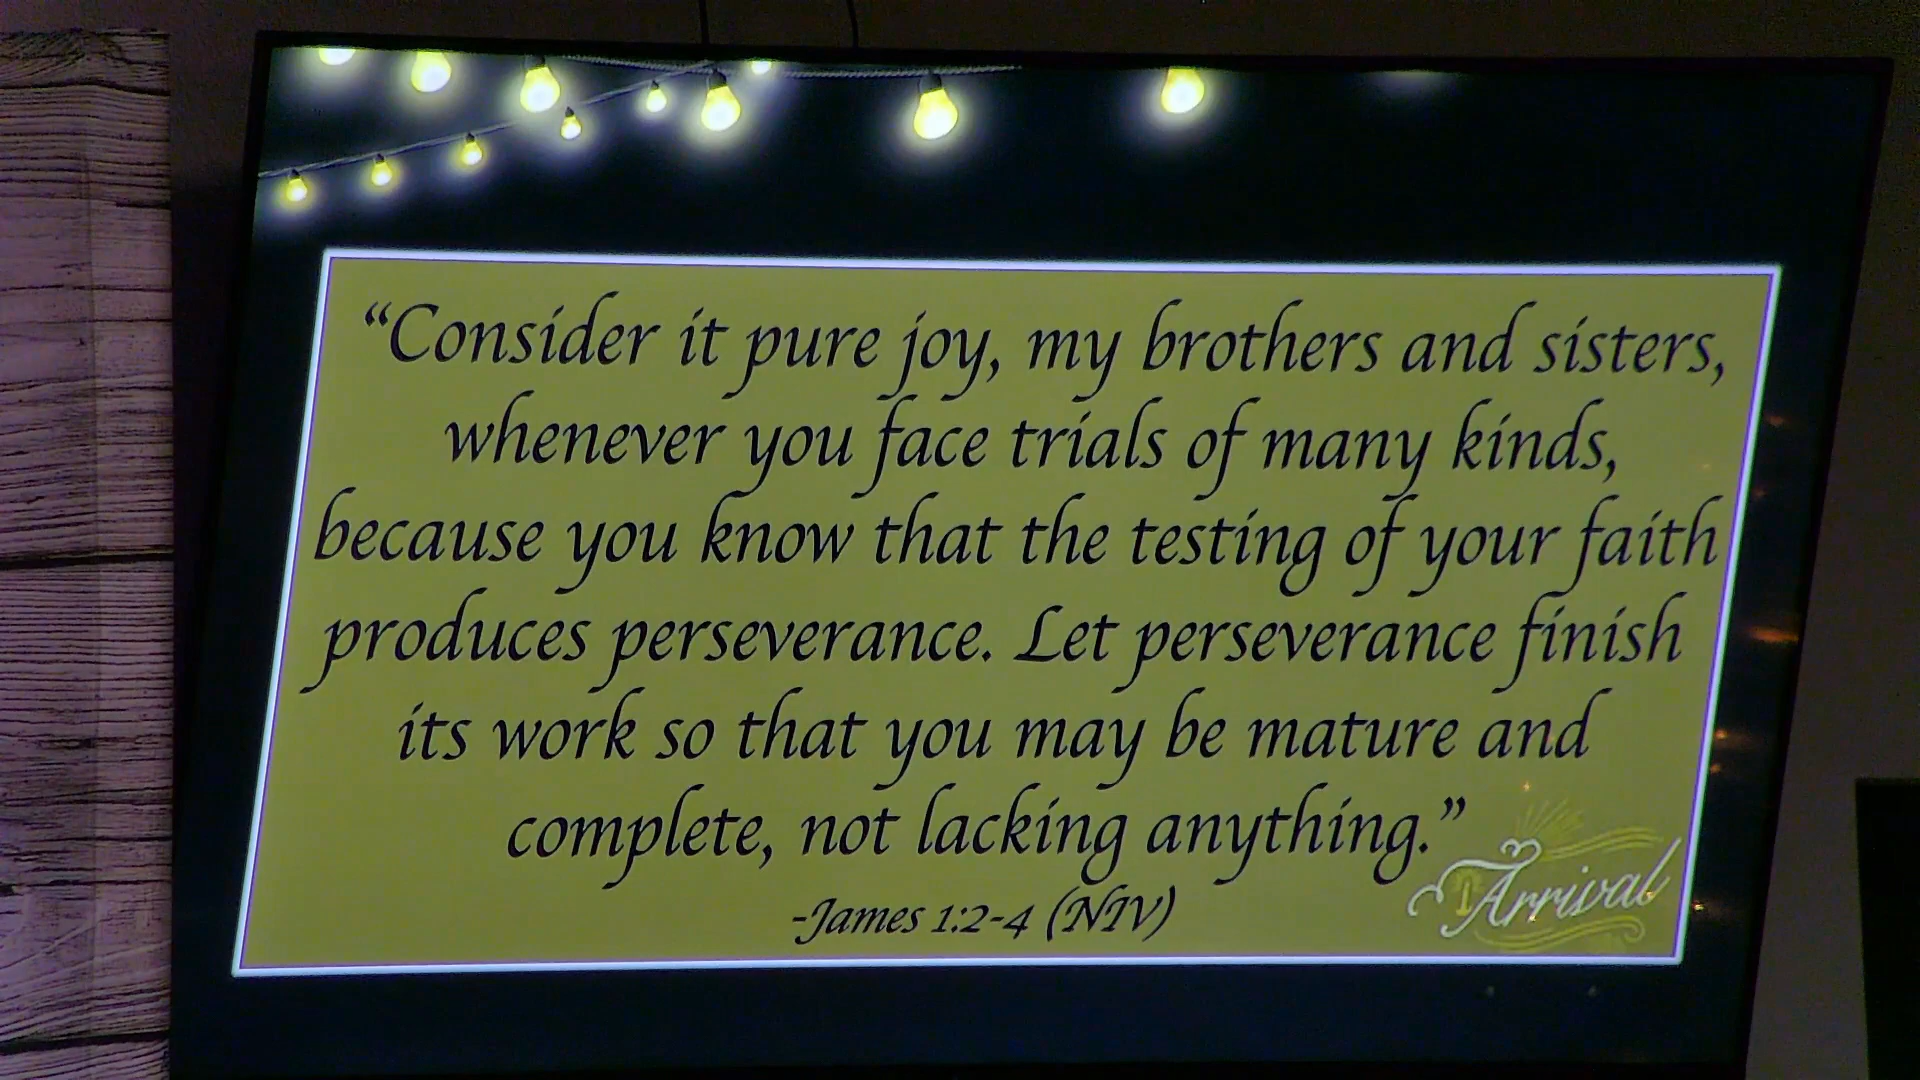 “Consider it pure joy, my brothers and sisters,
whenever you face trials of many kinds,
because you know that the testing of your faith
produces perseverance. Let perseverance finish
its work so that you may be mature and
complete, not lacking anything.”
-James 1:2-4 (NIV)
Arrival